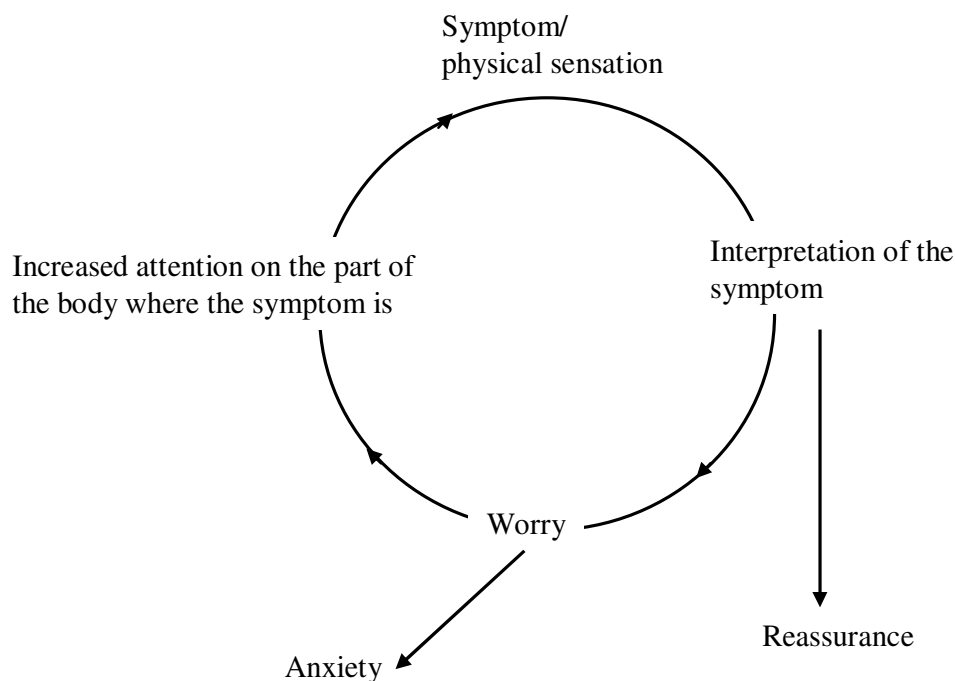 Symptom/
physical sensation
Increased attention on the part of
the body where the symptom is
Interpretation of the
symptom
Worry
Reassurance
Anxiety